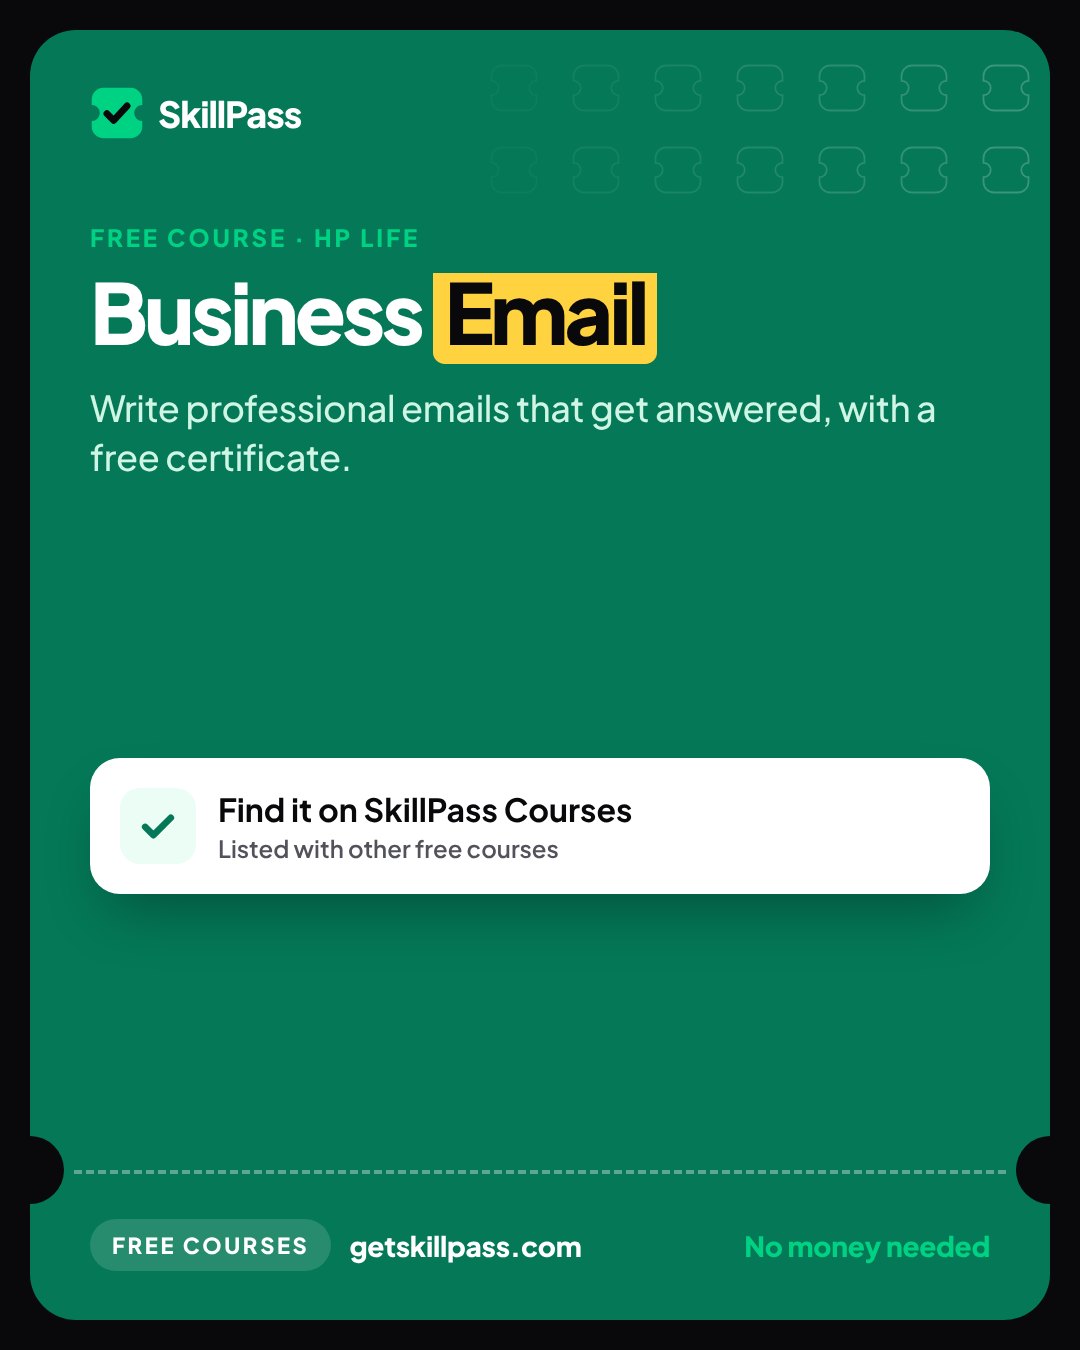 SkillPass
FREE COURSE · HP LIFE
Business Email
Write professional emails that get answered, with a
free certificate.
Find it on SkillPass Courses
Listed with other free courses
FREE COURSES getskillpass.com No money needed